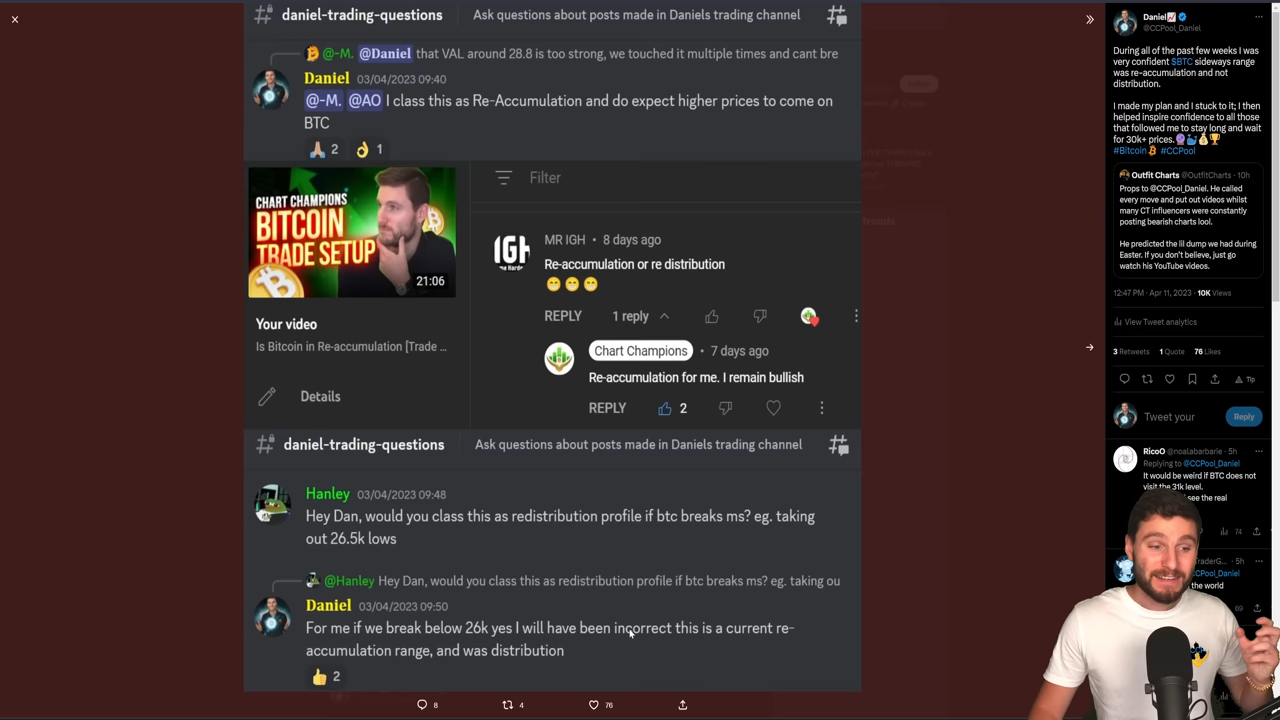 daniel-trading-questions
Ask questions about posts made in Daniels trading channel
@-M. @Daniel that VAL around 28.8 is too strong, we touched it multiple times and cant bre
Daniel 03/04/2023 09:40
@-M. @AO I class this as Re-Accumulation and do expect higher prices to come on
BTC
2 1
CHART CHAMPIONS
BITCOIN
TRADE SETUP
21:06
Your video
Is Bitcoin in Re-accumulation [Trade ...
Details
Filter
IGH
MR IGH • 8 days ago
Re-accumulation or re distribution
REPLY 1 reply
Chart Champions • 7 days ago
Re-accumulation for me. I remain bullish
REPLY 2
daniel-trading-questions
Ask questions about posts made in Daniels trading channel
Hanley 03/04/2023 09:48
Hey Dan, would you class this as redistribution profile if btc breaks ms? eg. taking
out 26.5k lows
@Hanley Hey Dan, would you class this as redistribution profile if btc breaks ms? eg. taking ou
Daniel 03/04/2023 09:50
For me if we break below 26k yes I will have been incorrect this is a current re-
accumulation range, and was distribution
2
8 4 76
Daniel
@CCPool_Daniel
During all of the past few weeks I was
very confident $BTC sideways range
was re-accumulation and not
distribution.
I made my plan and I stuck to it; I then
helped inspire confidence to all those
that followed me to stay long and wait
for 30k+ prices.
#Bitcoin #CCPool
Outfit Charts @OutfitCharts · 10h
Props to @CCPool_Daniel. He called
every move and put out videos whilst
many CT influencers were constantly
posting bearish charts lool.
He predicted the lil dump we had during
Easter. If you don't believe, just go
watch his YouTube videos.
12:47 PM · Apr 11, 2023 · 10K Views
View Tweet analytics
3 Retweets 1 Quote 76 Likes
Tip
Tweet your
Reply
RicoO @noalabarbarie · 5h
Replying to @CCPool_Daniel
It would be weird if BTC does not
visit the 31k level.
see the real
74
TraderG... · 5h
CCPool_Daniel
the world
69